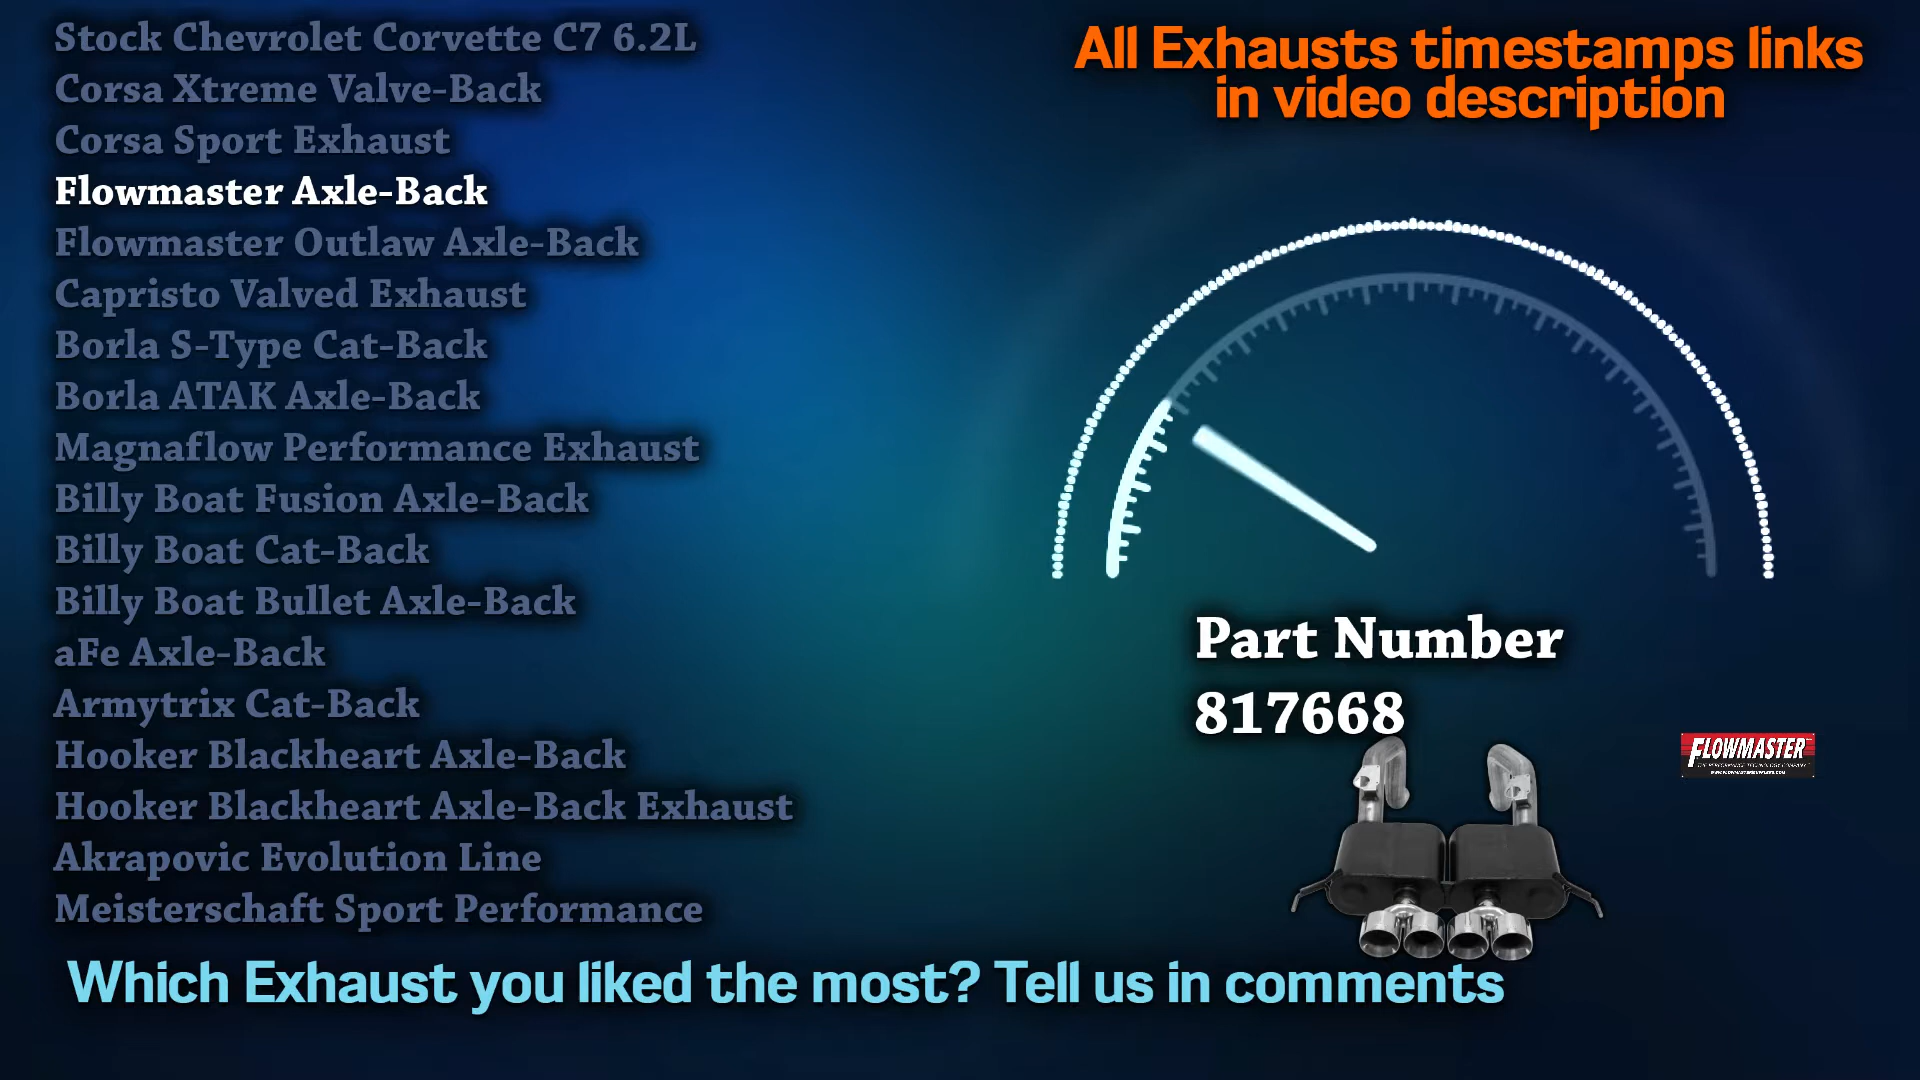 Stock Chevrolet Corvette C7 6.2L
Corsa Xtreme Valve-Back
Corsa Sport Exhaust
Flowmaster Axle-Back
Flowmaster Outlaw Axle-Back
Capristo Valved Exhaust
Borla S-Type Cat-Back
Borla ATAK Axle-Back
Magnaflow Performance Exhaust
Billy Boat Fusion Axle-Back
Billy Boat Cat-Back
Billy Boat Bullet Axle-Back
aFe Axle-Back
Armytrix Cat-Back
Hooker Blackheart Axle-Back
Hooker Blackheart Axle-Back Exhaust
Akrapovic Evolution Line
Meisterschaft Sport Performance
All Exhausts timestamps links
in video description
Part Number
817668
FLOWMASTER
Which Exhaust you liked the most? Tell us in comments